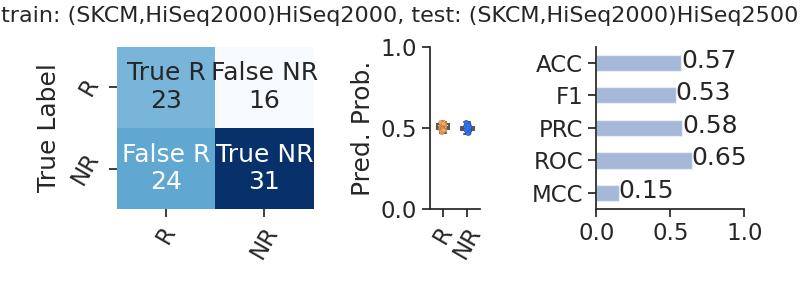 train: (SKCM,HiSeq2000)HiSeq2000, test: (SKCM,HiSeq2000)HiSeq2500
True Label
R
NR
True R
23
False NR
16
False R
24
True NR
31
R
NR
Pred. Prob.
1.0
0.5
0.0
R
NR
ACC
0.57
F1
0.53
PRC
0.58
ROC
0.65
MCC
0.15
0.0
0.5
1.0